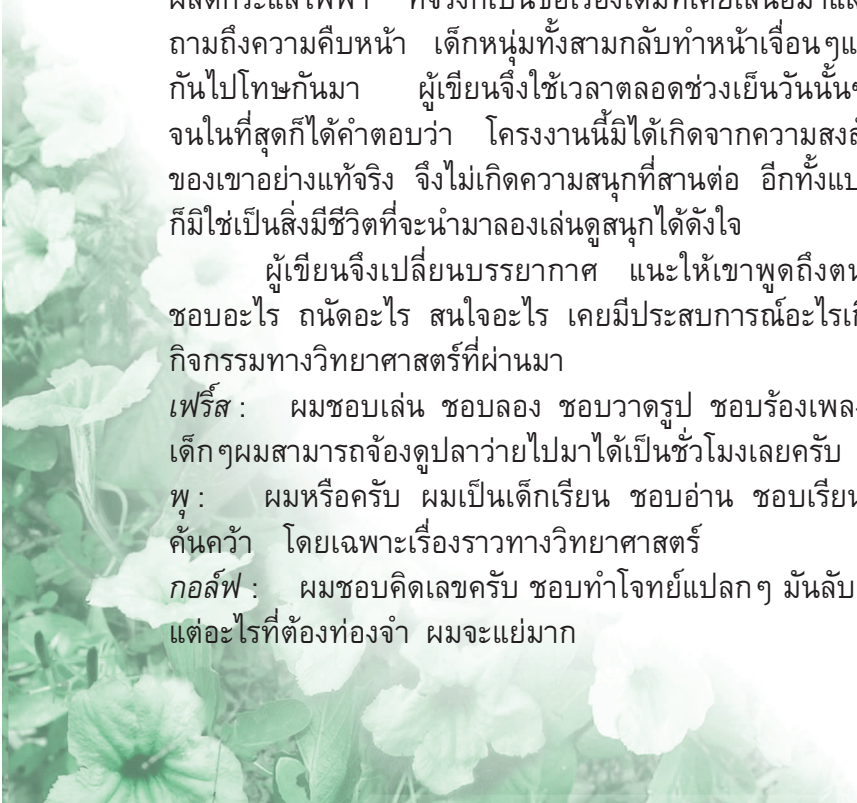 ผลิตกระแสไฟฟ้า ที่จริงก็เป็นชื่อเรื่องเดิมที่เคยเสนอมาแล
ถามถึงความคืบหน้า เด็กหนุ่มทั้งสามกลับทำหน้าเจื่อนๆแ
กันไปโทษกันมา ผู้เขียนจึงใช้เวลาตลอดช่วงเย็นวันนั้น
จนในที่สุดก็ได้คำตอบว่า โครงงานนี้มิได้เกิดจากความสงสั
ของเขาอย่างแท้จริง จึงไม่เกิดความสนุกที่สานต่อ อีกทั้งแบ
ก็มิใช่เป็นสิ่งมีชีวิตที่จะนำมาลองเล่นดูสนุกได้ดังใจ
ผู้เขียนจึงเปลี่ยนบรรยากาศ แนะให้เขาพูดถึงตน
ชอบอะไร ถนัดอะไร สนใจอะไร เคยมีประสบการณ์อะไรเกี
กิจกรรมทางวิทยาศาสตร์ที่ผ่านมา
เฟริ์ส : ผมชอบเล่น ชอบลอง ชอบวาดรูป ชอบร้องเพลง
เด็กๆผมสามารถจ้องดูปลาว่ายไปมาได้เป็นชั่วโมงเลยครับ
พุ : ผมหรือครับ ผมเป็นเด็กเรียน ชอบอ่าน ชอบเรียน
ค้นคว้า โดยเฉพาะเรื่องราวทางวิทยาศาสตร์
กอล์ฟ : ผมชอบคิดเลขครับ ชอบทำโจทย์แปลกๆ มันลับ
แต่อะไรที่ต้องท่องจำ ผมจะแย่มาก